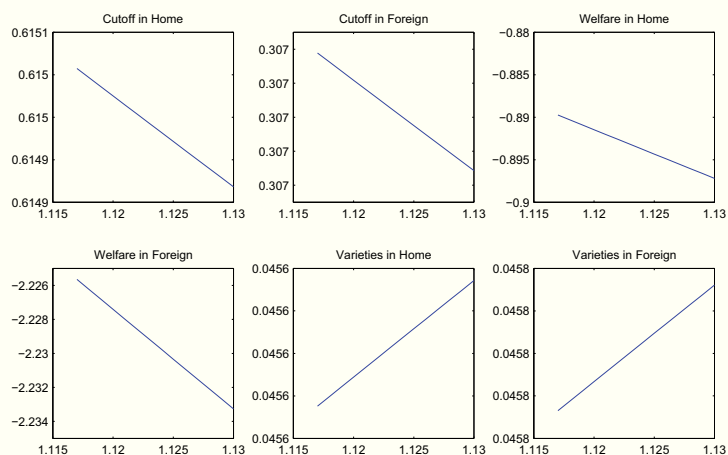 Cutoff in Home
0.6151
0.615
0.615
0.6149
0.6149
1.115 1.12 1.125 1.13
Cutoff in Foreign
0.307
0.307
0.307
0.307
0.307
1.115 1.12 1.125 1.13
Welfare in Home
−0.88
−0.885
−0.89
−0.895
−0.9
1.115 1.12 1.125 1.13
Welfare in Foreign
−2.226
−2.228
−2.23
−2.232
−2.234
1.115 1.12 1.125 1.13
Varieties in Home
0.0456
0.0456
0.0456
0.0456
0.0456
1.115 1.12 1.125 1.13
Varieties in Foreign
0.0458
0.0458
0.0458
0.0458
0.0458
1.115 1.12 1.125 1.13